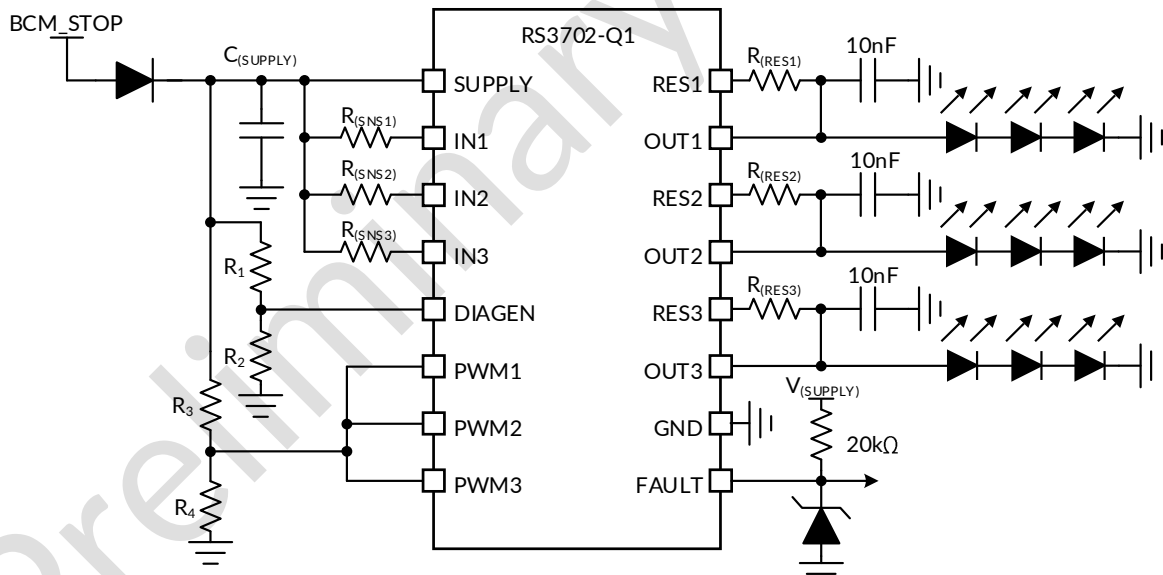 BCM_STOP
C(SUPPLY)
RS3702-Q1
R(RES1)
10nF
SUPPLY
RES1
R(SNS1)
IN1
OUT1
R(SNS2)
IN2
R(RES2)
10nF
RES2
R(SNS3)
IN3
OUT2
R1
R(RES3)
10nF
DIAGEN
RES3
R2
PWM1
OUT3
R3
V(SUPPLY)
PWM2
GND
20kΩ
R4
PWM3
FAULT
Preliminary